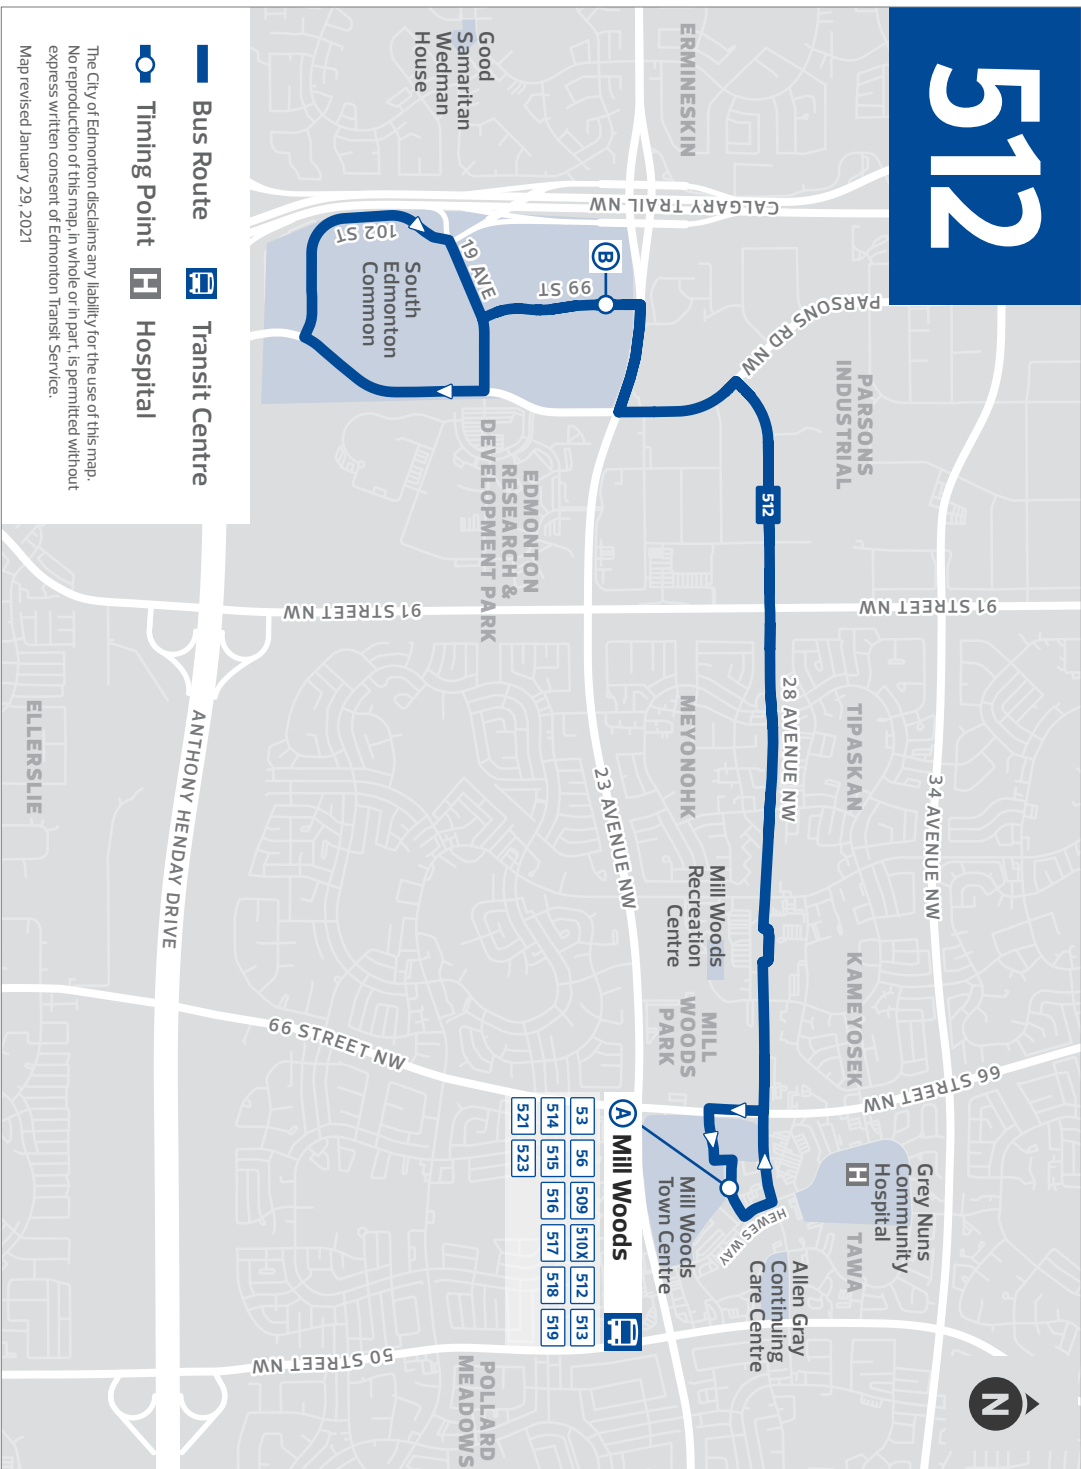 512
ERMINESKIN
Good
Samaritan
Wedman
House
CALGARY TRAIL NW
PARSONS RD NW
PARSONS
INDUSTRIAL
B
99 ST
19 AVE
102 ST
South
Edmonton
Common
512
EDMONTON
RESEARCH &
DEVELOPMENT PARK
91 STREET NW
91 STREET NW
28 AVENUE NW
TIPASKAN
34 AVENUE NW
MEYONOHK
23 AVENUE NW
ELLERSLIE
ANTHONY HENDAY DRIVE
Mill Woods
Recreation
Centre
KAMEYOSEK
MILL
WOODS
PARK
66 STREET NW
66 STREET NW
Grey Nuns
Community
Hospital
H
TAWA
HEWES WAY
Mill Woods
Town Centre
Allen Gray
Continuing
Care Centre
A Mill Woods
53 56 509 510X 512 513
514 515 516 517 518 519
521 523
50 STREET NW
POLLARD
MEADOWS
N
Bus Route
Transit Centre
Timing Point
H Hospital
The City of Edmonton disclaims any liability for the use of this map.
No reproduction of this map, in whole or in part, is permitted without
express written consent of Edmonton Transit Service.
Map revised January 29, 2021